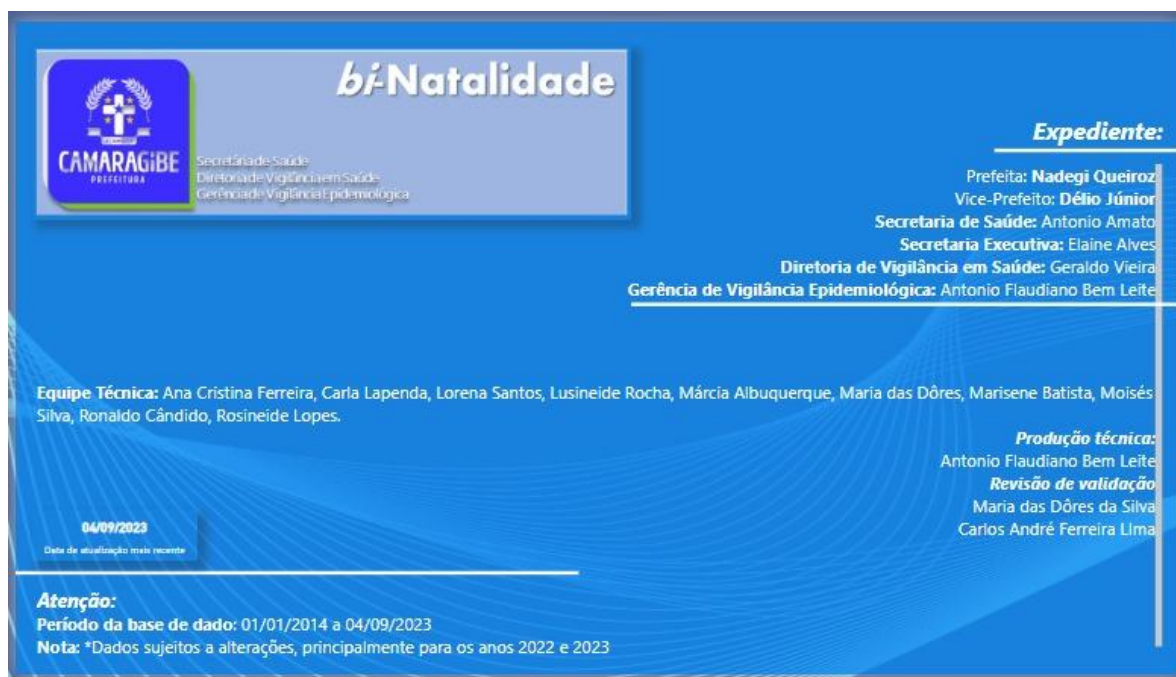 bi-Natalidade
CAMARAGiBE
PREFEITURA
Secretária de Saúde
Diretoria de Vigilância em Saúde
Gerência de Vigilância Epidemiológica
Expediente:
Prefeita: Nadegi Queiroz
Vice-Prefeito: Délio Júnior
Secretaria de Saúde: Antonio Amato
Secretaria Executiva: Elaine Alves
Diretoria de Vigilância em Saúde: Geraldo Vieira
Gerência de Vigilância Epidemiológica: Antonio Flaudiano Bem Leite
Equipe Técnica: Ana Cristina Ferreira, Carla Lapenda, Lorena Santos, Lusineide Rocha, Márcia Albuquerque, Maria das Dôres, Marisene Batista, Moisés
Silva, Ronaldo Cândido, Rosineide Lopes.
Produção técnica:
Antonio Flaudiano Bem Leite
Revisão de validação
Maria das Dôres da Silva
Carlos André Ferreira LIma
04/09/2023
Data de atualização mais recente
Atenção:
Período da base de dado: 01/01/2014 a 04/09/2023
Nota: *Dados sujeitos a alterações, principalmente para os anos 2022 e 2023